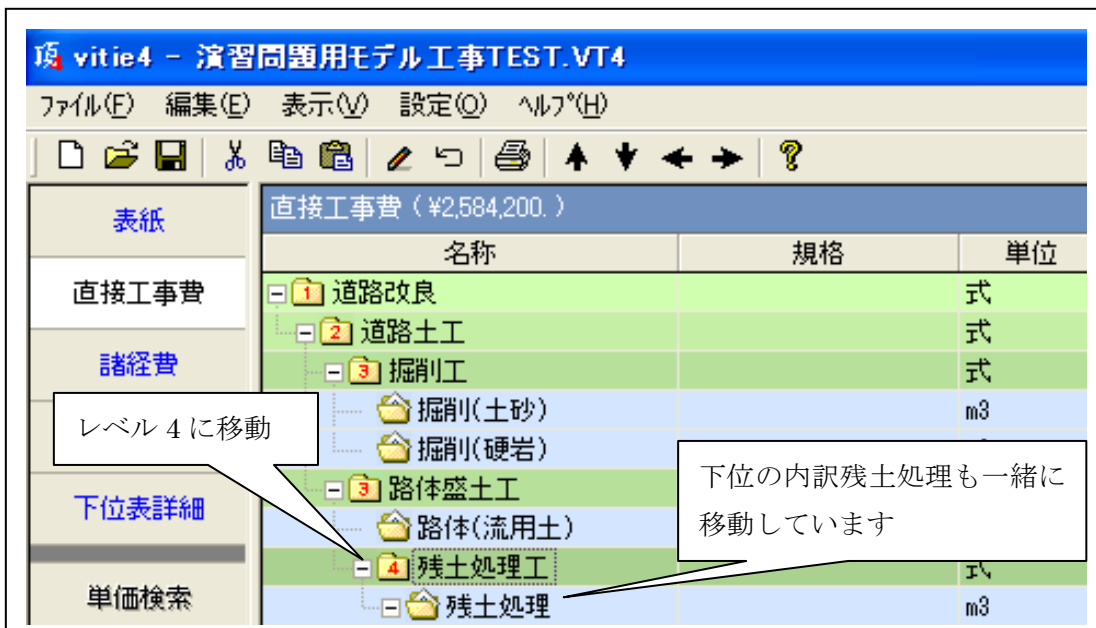 頂 vitie4 - 演習問題用モデル工事TEST.VT4
ファイル(F) 編集(E) 表示(V) 設定(O) ヘルプ(H)
表紙
直接工事費
諸経費
下位表詳細
単価検索
直接工事費 ( ¥2,584,200. )
名称 規格 単位
1 道路改良 式
2 道路土工 式
3 掘削工 式
掘削(土砂) m3
掘削(硬岩)
3 路体盛土工
路体(流用土)
4 残土処理工 式
残土処理 m3
レベル 4 に移動
下位の内訳残土処理も一緒に
移動しています